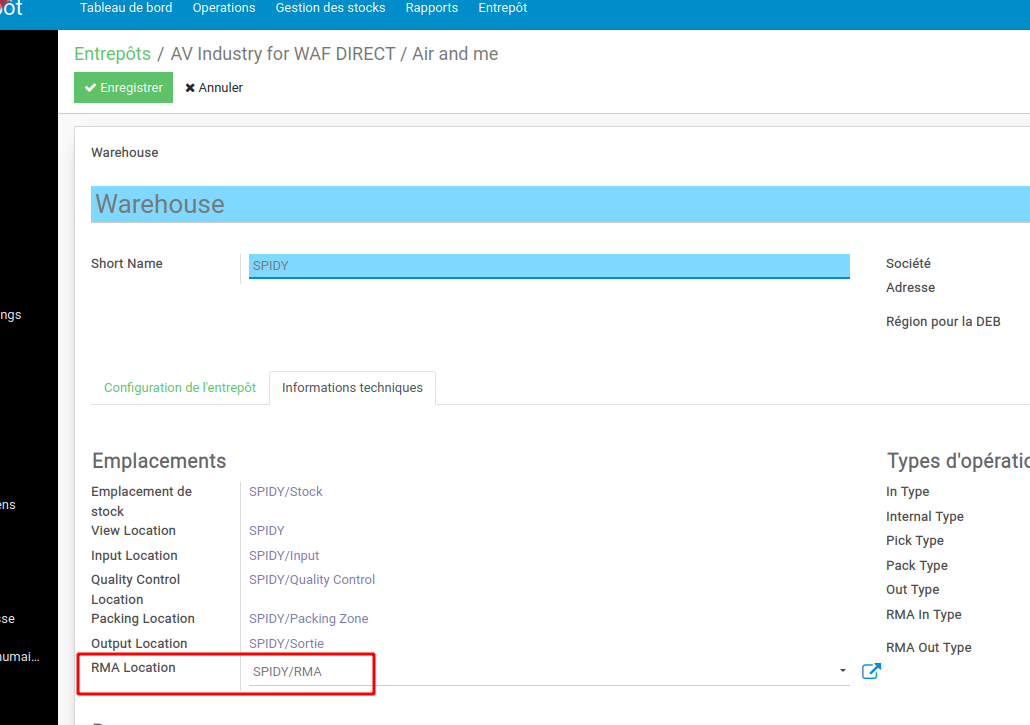 Tableau de bord Operations Gestion des stocks Rapports Entrepôt
Entrepôts / AV Industry for WAF DIRECT / Air and me
Enregistrer Annuler
Warehouse
Warehouse
Short Name SPIDY Société
Adresse
Région pour la DEB
ngs
Configuration de l'entrepôt Informations techniques
Emplacements Types d'opératio
Emplacement de SPIDY/Stock In Type
stock
ens
Internal Type
View Location SPIDY
Pick Type
Input Location SPIDY/Input
Pack Type
Quality Control SPIDY/Quality Control
Out Type
Location
Packing Location SPIDY/Packing Zone
RMA In Type
sse
Output Location SPIDY/Sortie
RMA Out Type
umai...
RMA Location SPIDY/RMA